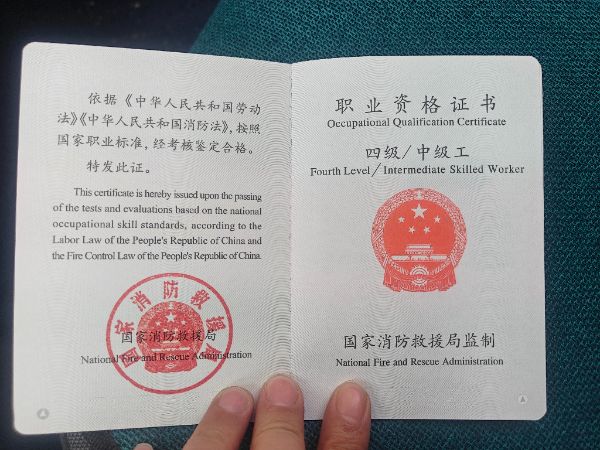 依据《中华人民共和国劳动
法》《中华人民共和国消防法》,按照
国家职业标准,经考核鉴定合格。
特发此证。
This certificate is hereby issued upon the passing
of the tests and evaluations based on the national
occupational skill standards, according to the
Labor Law of the People's Republic of China and
the Fire Control Law of the People's Republic of China.
国家消防救援局
国家消防救援局
National Fire and Rescue Administration
职业资格证书
Occupational Qualification Certificate
四级/中级工
Fourth Level/Intermediate Skilled Worker
国家消防救援局监制
National Fire and Rescue Administration